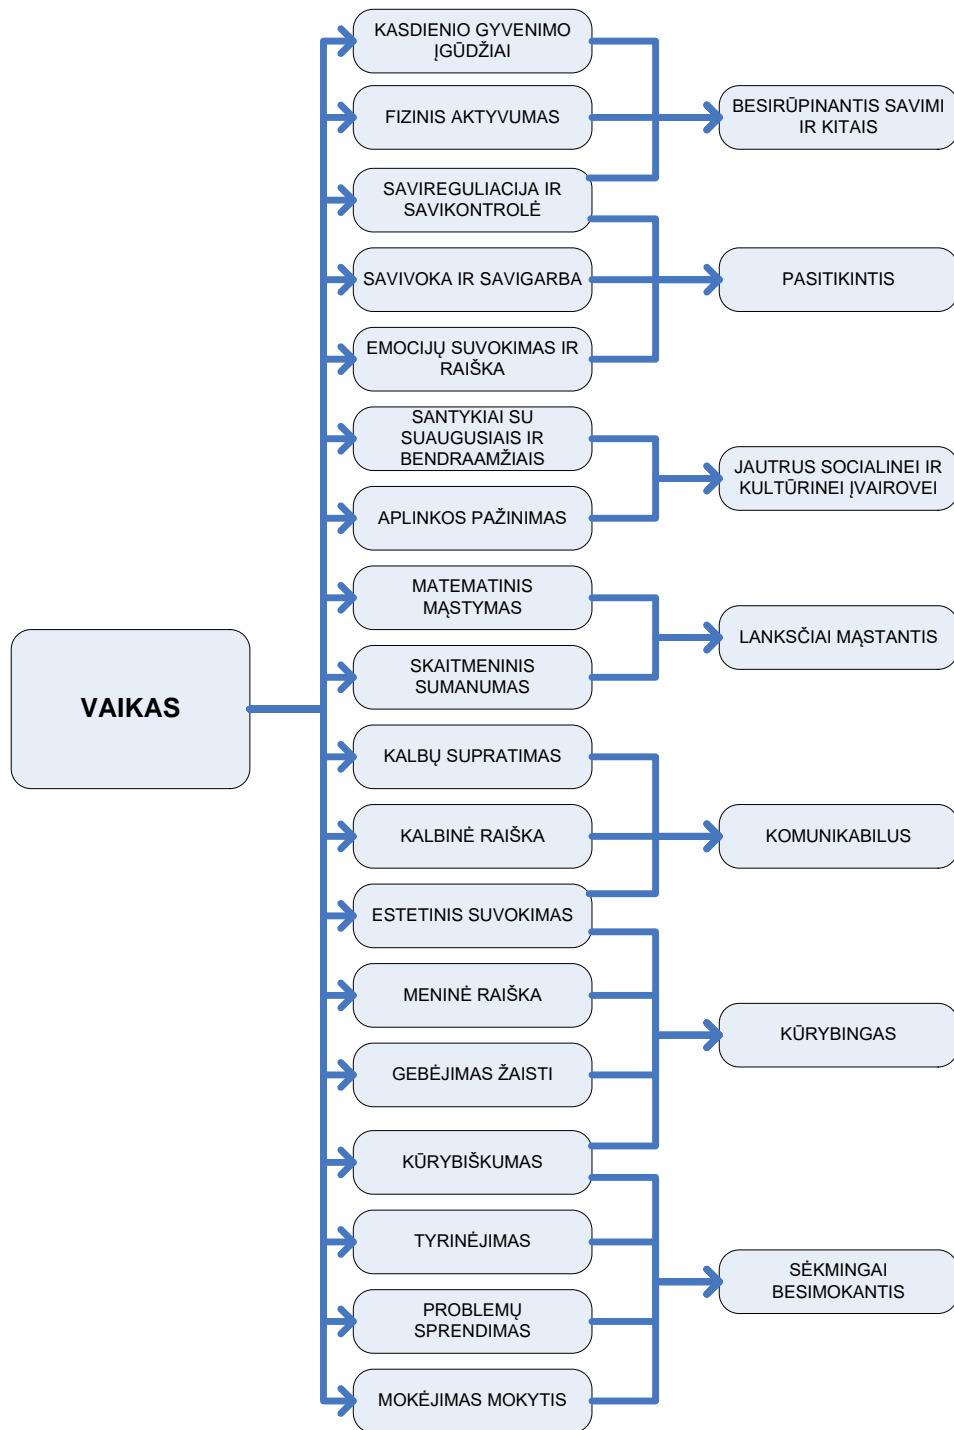 KASDIENIO GYVENIMO
ĮGŪDŽIAI
FIZINIS AKTYVUMAS
BESIRŪPINANTIS SAVIMI
IR KITAIS
SAVIREGULIACIJA IR
SAVIKONTROLĖ
SAVIVOKA IR SAVIGARBA
PASITIKINTIS
EMOCIJŲ SUVOKIMAS IR
RAIŠKA
SANTYKIAI SU
SUAUGUSIAIS IR
BENDRAAMŽIAIS
JAUTRUS SOCIALINEI IR
KULTŪRINEI ĮVAIROVEI
APLINKOS PAŽINIMAS
MATEMATINIS
MĄSTYMAS
LANKSČIAI MĄSTANTIS
SKAITMENINIS
SUMANUMAS
VAIKAS
KALBŲ SUPRATIMAS
KALBINĖ RAIŠKA
KOMUNIKABILUS
ESTETINIS SUVOKIMAS
MENINĖ RAIŠKA
KŪRYBINGAS
GEBĖJIMAS ŽAISTI
KŪRYBIŠKUMAS
TYRINĖJIMAS
SĖKMINGAI
BESIMOKANTIS
PROBLEMŲ
SPRENDIMAS
MOKĖJIMAS MOKYTIS